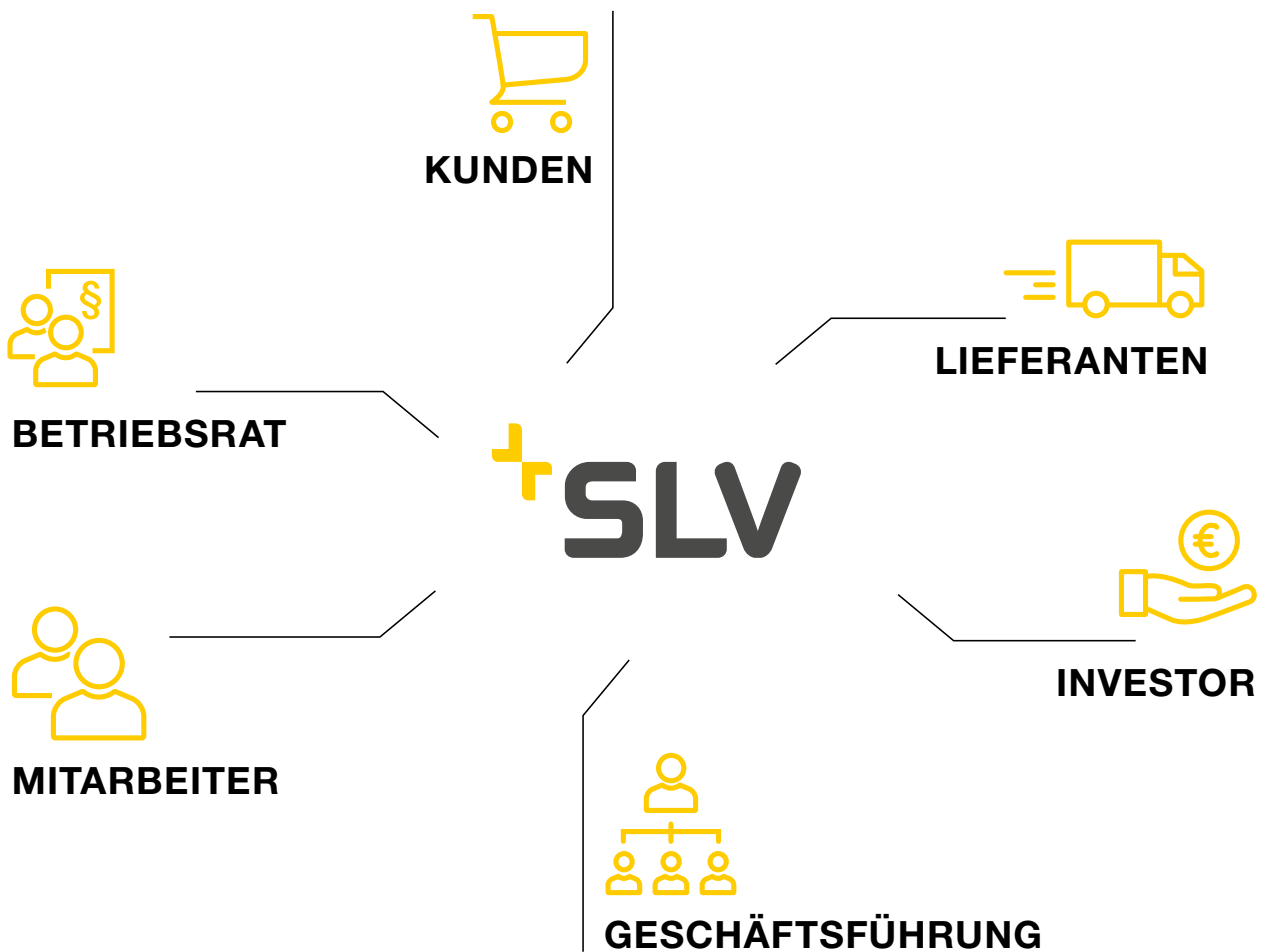 KUNDEN
LIEFERANTEN
§
BETRIEBSRAT
SLV
€
INVESTOR
MITARBEITER
GESCHÄFTSFÜHRUNG